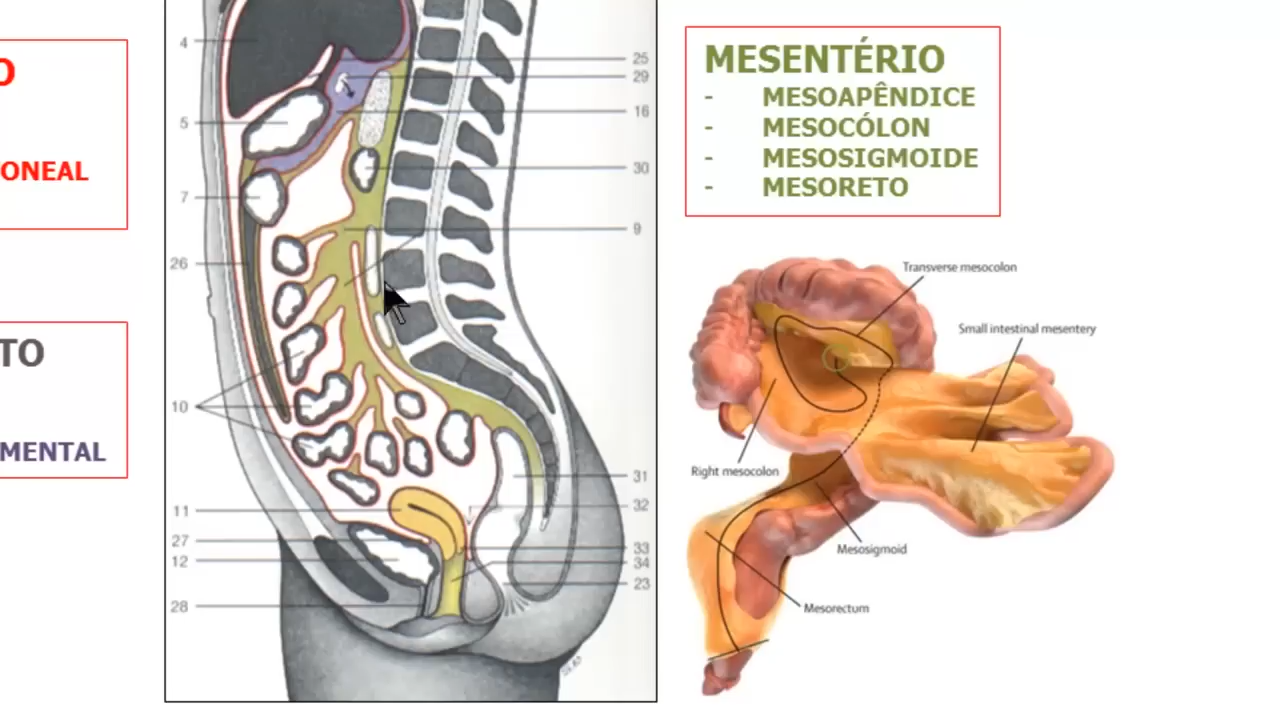 O
ONEAL
TO
MENTAL
4
5
7
26
10
11
27
12
28
25
29
16
30
9
31
32
33
34
23
MESENTÉRIO
- MESOAPÊNDICE
- MESOCÓLON
- MESOSIGMOIDE
- MESORETO
Transverse mesocolon
Small intestinal mesentery
Right mesocolon
Mesosigmoid
Mesorectum